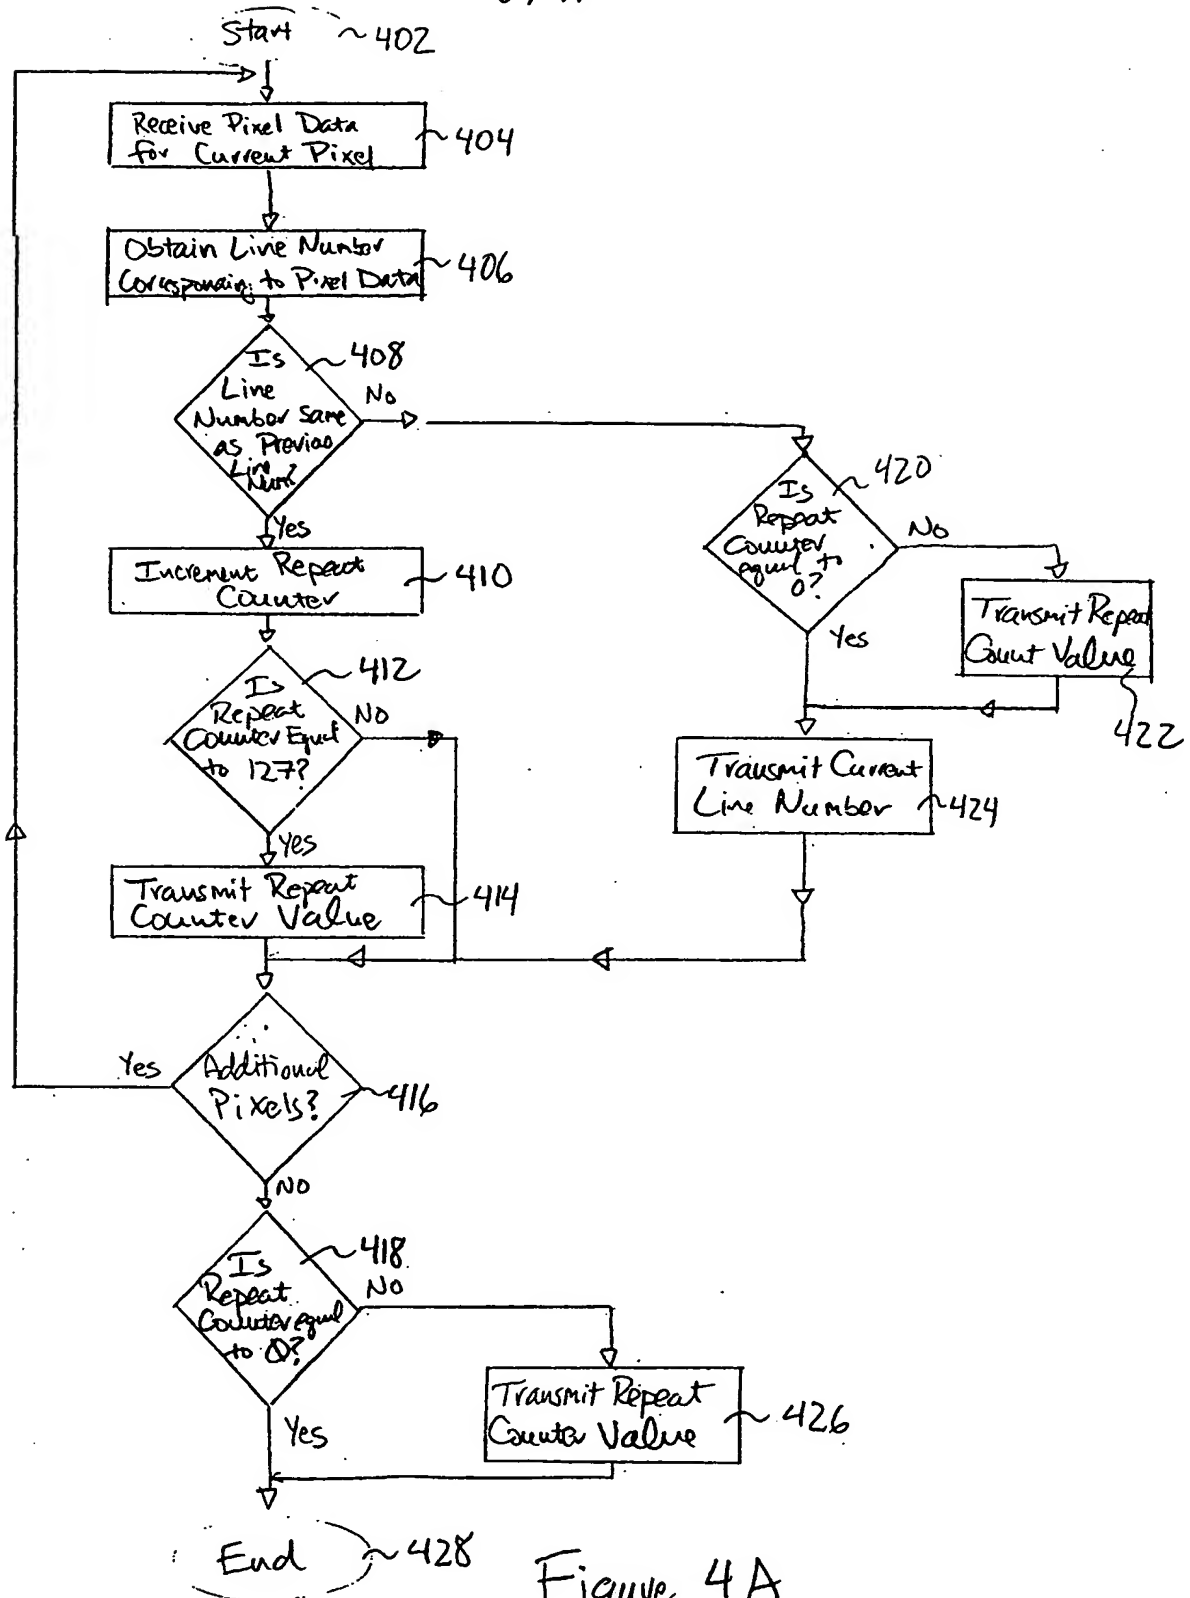 Start 402
Receive Pixel Data
for Current Pixel
404
Obtain Line Number
Corresponding to Pixel Data
406
Is
Line
Number same
as Previous
Line
Num?
408
No
Yes
Increment Repeat
Counter
410
Is
Repeat
Counter Equal
to 127?
412
No
Yes
Transmit Repeat
Counter Value
414
Is
Repeat
Counter
equal to
0?
420
No
Yes
Transmit Repeat
Count Value
422
Transmit Current
Line Number
424
Additional
Pixels?
416
Yes
No
Is
Repeat
Counter equal
to 0?
418
No
Yes
Transmit Repeat
Counter Value
426
End 428
Figure 4A